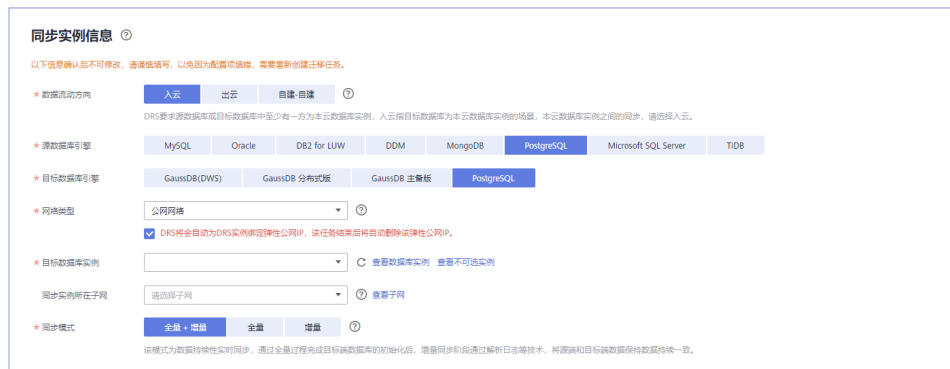 同步实例信息
以下信息确认后不可修改，请谨慎填写，以免因为配置项填错，需要重新创建迁移任务。
* 数据流动方向 入云 出云 自建-自建
DRS要求源数据库或目标数据库中至少有一方为本云数据库实例，入云指目标数据库为本云数据库实例的场景，本云数据库实例之间的同步，请选择入云。
* 源数据库引擎 MySQL Oracle DB2 for LUW DDM MongoDB PostgreSQL Microsoft SQL Server TiDB
* 目标数据库引擎 GaussDB(DWS) GaussDB 分布式版 GaussDB 主备版 PostgreSQL
* 网络类型 公网网络
DRS将会自动为DRS实例绑定弹性公网IP，该任务结束后将自动删除该弹性公网IP。
* 目标数据库实例 查看数据库实例 查看不可选实例
同步实例所在子网 请选择子网 查看子网
* 同步模式 全量 + 增量 全量 增量
该模式为数据持续性实时同步，通过全量过程完成目标端数据库的初始化后，增量同步阶段通过解析日志等技术，将源端和目标端数据保持数据持续一致。